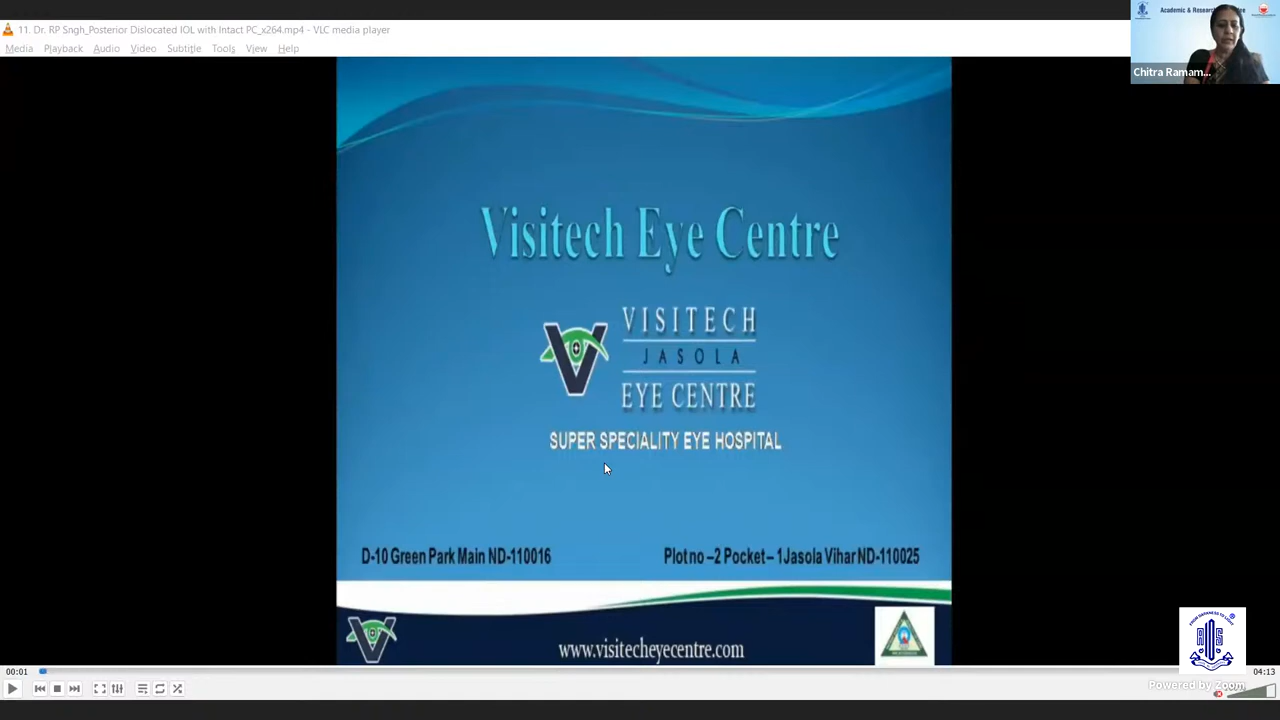 11. Dr. RP Sngh_Posterior Dislocated IOL with Intact PC_x264.mp4 - VLC media player
Media Playback Audio Video Subtitle Tools View Help
Academic & Research
Chitra Ramam...
Visitech Eye Centre
VISITECH
JASOLA
EYE CENTRE
SUPER SPECIALITY EYE HOSPITAL
D-10 Green Park Main ND-110016
Plot no –2 Pocket – 1 Jasola Vihar ND-110025
www.visitecheyecentre.com
00:01
04:13
Powered by Zoom